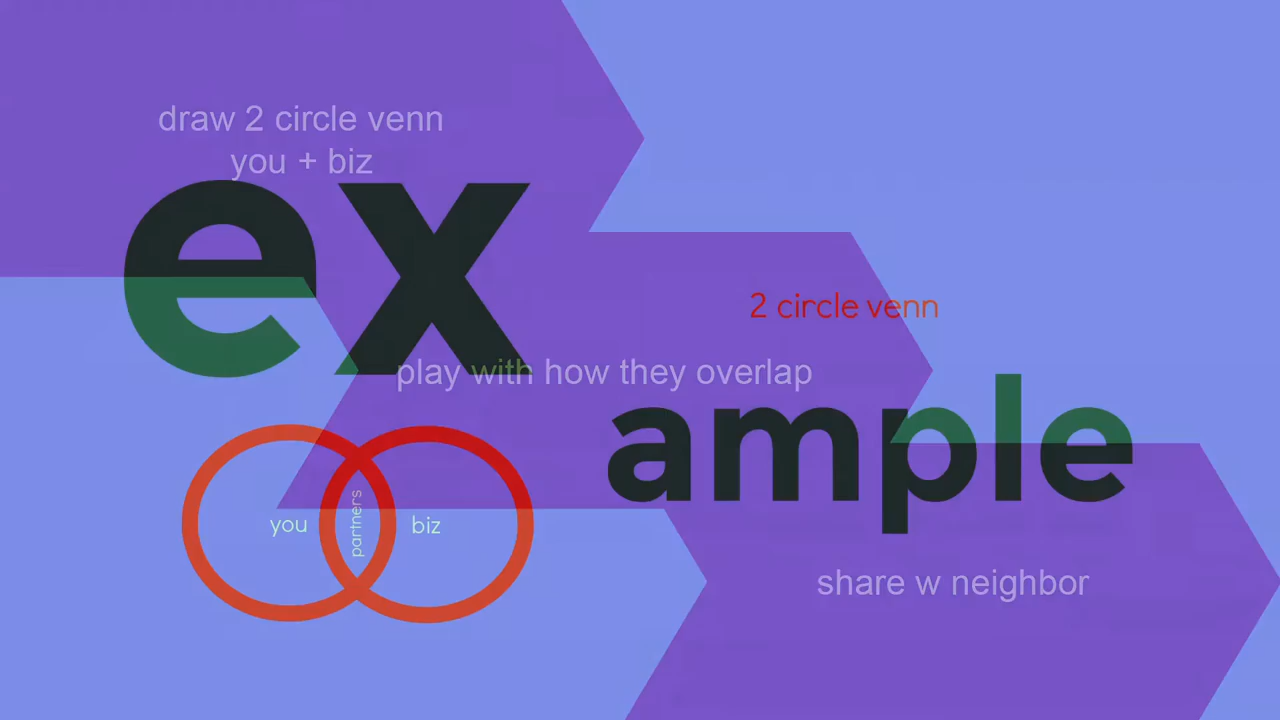 draw 2 circle venn
you + biz
ex
2 circle venn
play with how they overlap
ample
you
partners
biz
share w neighbor